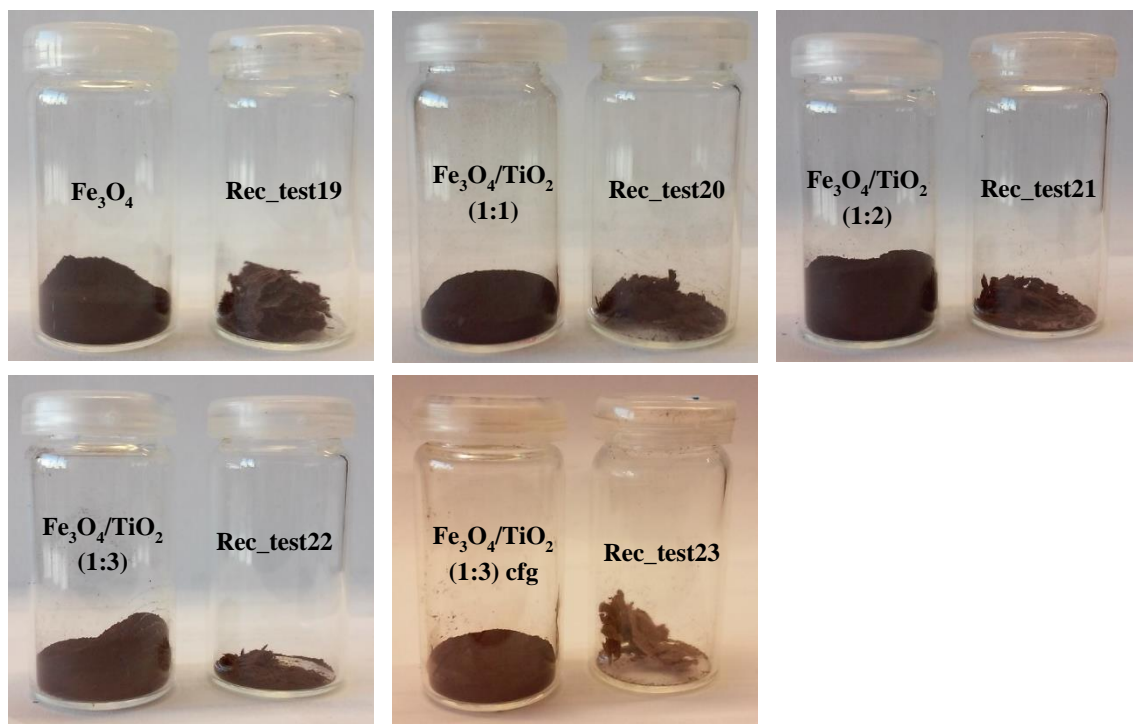 Fe₃O₄
Rec_test19
Fe₃O₄/TiO₂
(1:1)
Rec_test20
Fe₃O₄/TiO₂
(1:2)
Rec_test21
Fe₃O₄/TiO₂
(1:3)
Rec_test22
Fe₃O₄/TiO₂
(1:3) cfg
Rec_test23